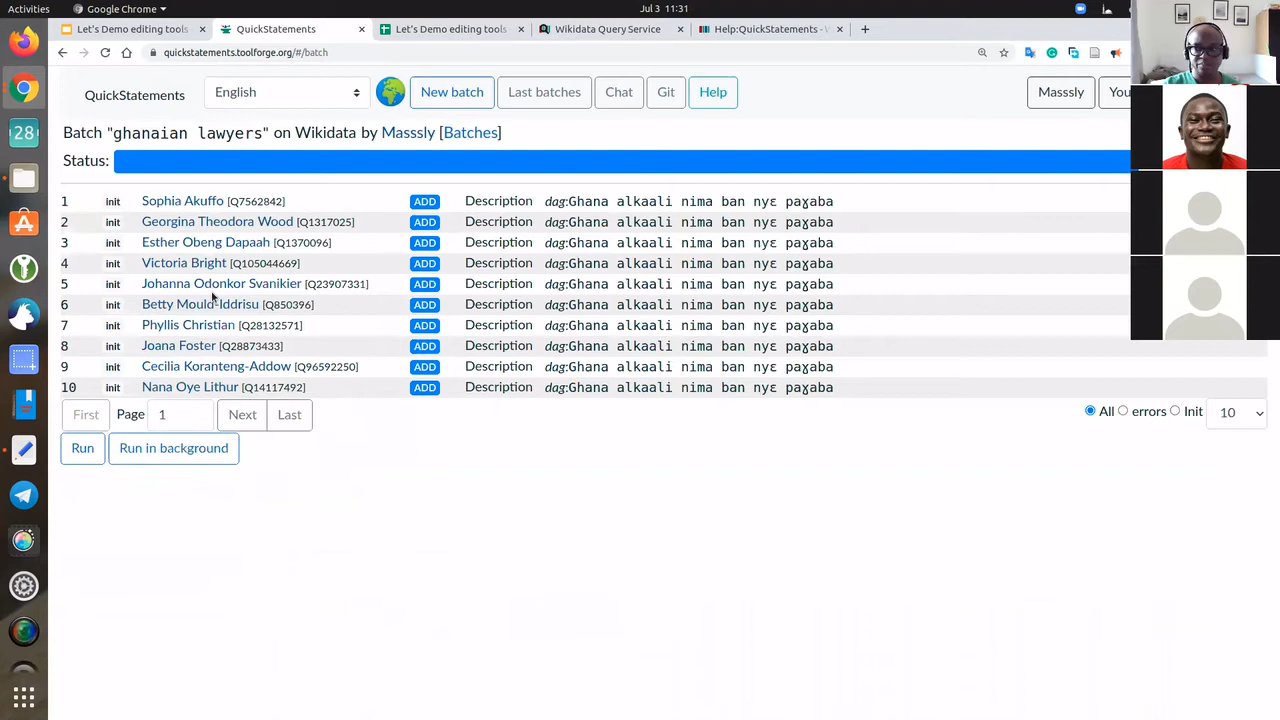 Activities Google Chrome Jul 3 11:31
Let's Demo editing tools QuickStatements Let's Demo editing tools Wikidata Query Service Help:QuickStatements -
quickstatements.toolforge.org/#/batch
QuickStatements English New batch Last batches Chat Git Help Masssly
Batch "ghanaian lawyers" on Wikidata by Masssly [Batches]
Status:
1 init Sophia Akuffo [Q7562842] ADD Description dag:Ghana alkaali nima ban nyɛ paɣaba
2 init Georgina Theodora Wood [Q1317025] ADD Description dag:Ghana alkaali nima ban nyɛ paɣaba
3 init Esther Obeng Dapaah [Q1370096] ADD Description dag:Ghana alkaali nima ban nyɛ paɣaba
4 init Victoria Bright [Q105044669] ADD Description dag:Ghana alkaali nima ban nyɛ paɣaba
5 init Johanna Odonkor Svanikier [Q23907331] ADD Description dag:Ghana alkaali nima ban nyɛ paɣaba
6 init Betty Mould-Iddrisu [Q850396] ADD Description dag:Ghana alkaali nima ban nyɛ paɣaba
7 init Phyllis Christian [Q28132571] ADD Description dag:Ghana alkaali nima ban nyɛ paɣaba
8 init Joana Foster [Q28873433] ADD Description dag:Ghana alkaali nima ban nyɛ paɣaba
9 init Cecilia Koranteng-Addow [Q96592250] ADD Description dag:Ghana alkaali nima ban nyɛ paɣaba
10 init Nana Oye Lithur [Q14117492] ADD Description dag:Ghana alkaali nima ban nyɛ paɣaba
First Page 1 Next Last All errors Init 10
Run Run in background
28